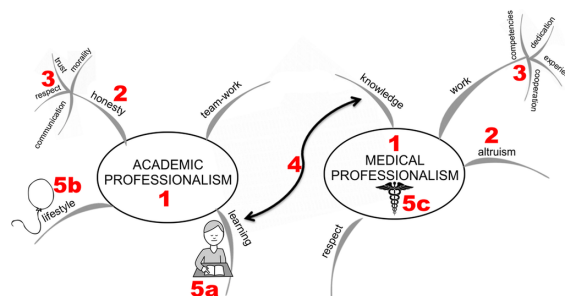 3
trust
morality
respect
communication
2
honesty
team-work
ACADEMIC
PROFESSIONALISM
1
5b
lifestyle
learning
5a
4
knowledge
work
competencies
dedication
experie
cooperation
3
2
altruism
1
MEDICAL
PROFESSIONALISM
5c
respect